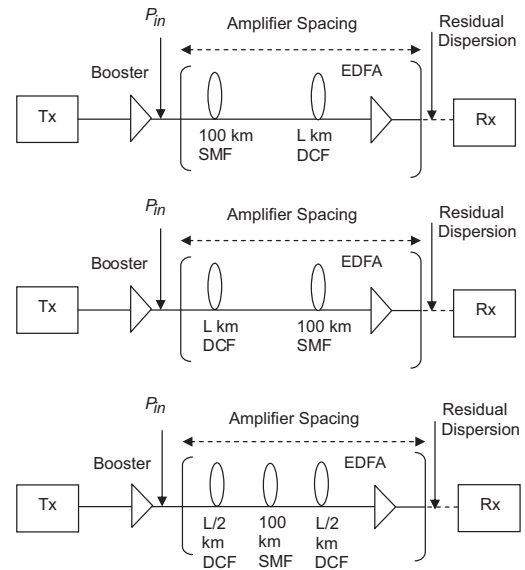 Residual
Dispersion
Amplifier Spacing
Pin
Booster
EDFA
Tx
Rx
100 km
SMF
L km
DCF
Residual
Dispersion
Amplifier Spacing
Pin
Booster
EDFA
Tx
Rx
L km
DCF
100 km
SMF
Residual
Dispersion
Amplifier Spacing
Pin
Booster
EDFA
Tx
Rx
L/2
km
DCF
100
km
SMF
L/2
km
DCF